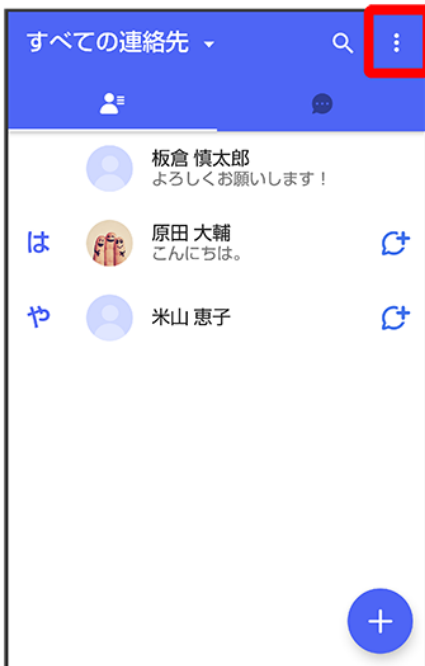 すべての連絡先
板倉 慎太郎
よろしくお願いします！
は
原田 大輔
こんにちは。
や
米山 恵子